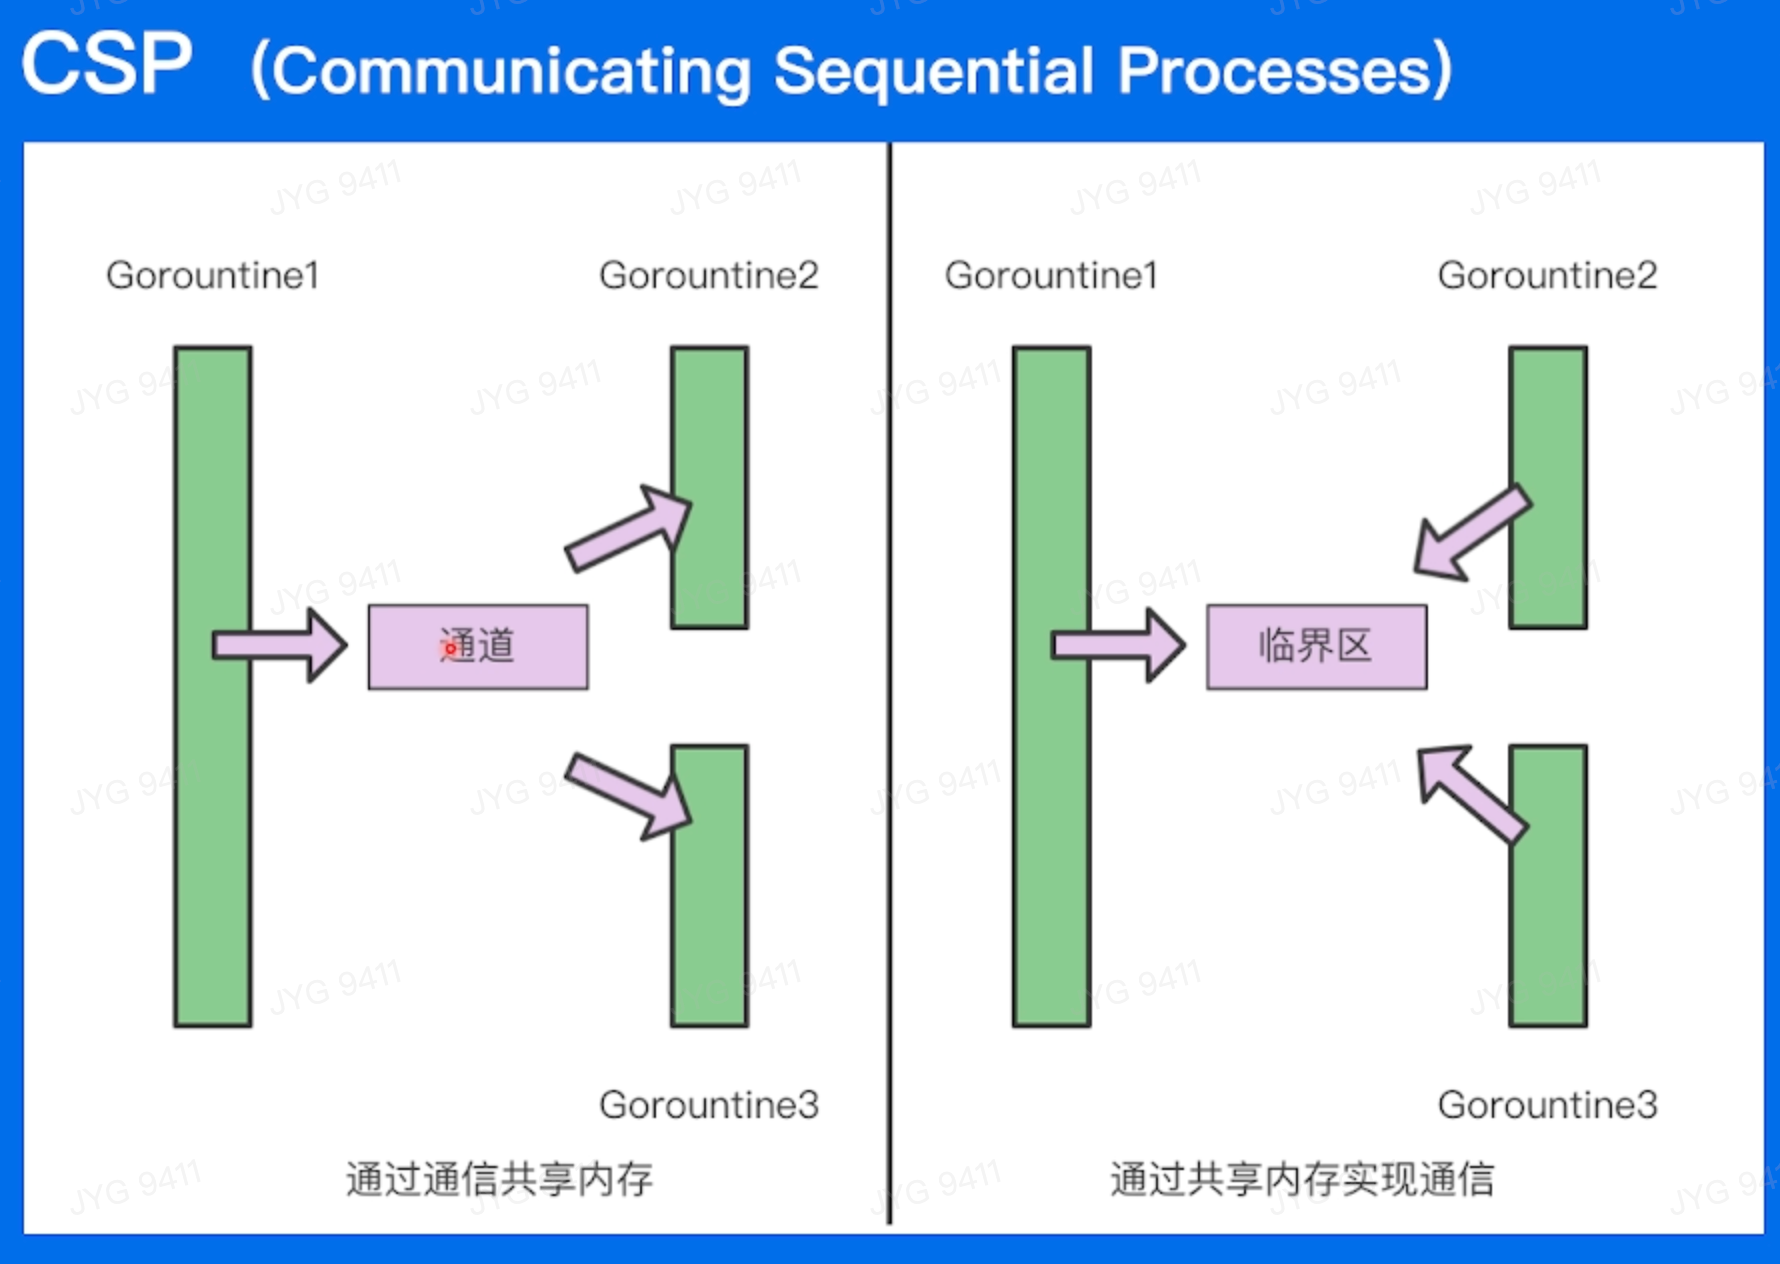 CSP (Communicating Sequential Processes)
Gorountine1
Gorountine2
通道
Gorountine3
通过通信共享内存
Gorountine1
Gorountine2
临界区
Gorountine3
通过共享内存实现通信
JYG 9411